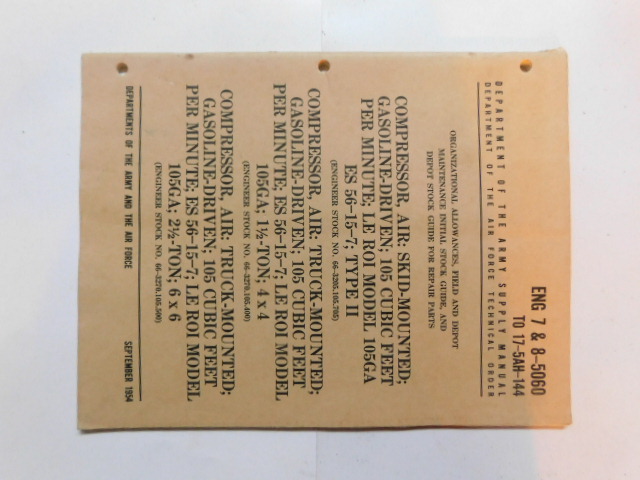 DEPARTMENT OF THE ARMY SUPPLY MANUAL
DEPARTMENT OF THE AIR FORCE TECHNICAL ORDER
ENG 7 & 8–5060
TO 17-5AH-144
ORGANIZATIONAL ALLOWANCES, FIELD AND DEPOT
MAINTENANCE INITIAL STOCK GUIDE, AND
DEPOT STOCK GUIDE FOR REPAIR PARTS
COMPRESSOR, AIR: SKID-MOUNTED;
GASOLINE-DRIVEN; 105 CUBIC FEET
PER MINUTE; LE ROI MODEL 105GA
ES 56–15–7; TYPE II
(ENGINEER STOCK NO. 66-3205.105.705)
COMPRESSOR, AIR: TRUCK-MOUNTED;
GASOLINE-DRIVEN; 105 CUBIC FEET
PER MINUTE; ES 56–15–7; LE ROI MODEL
105GA; 1½-TON; 4 x 4
(ENGINEER STOCK NO. 66-3270.105.400)
COMPRESSOR, AIR: TRUCK-MOUNTED;
GASOLINE-DRIVEN; 105 CUBIC FEET
PER MINUTE; ES 56–15–7; LE ROI MODEL
105GA; 2½-TON; 6 x 6
(ENGINEER STOCK NO. 66-3270.105.500)
DEPARTMENTS OF THE ARMY AND THE AIR FORCE
SEPTEMBER 1954